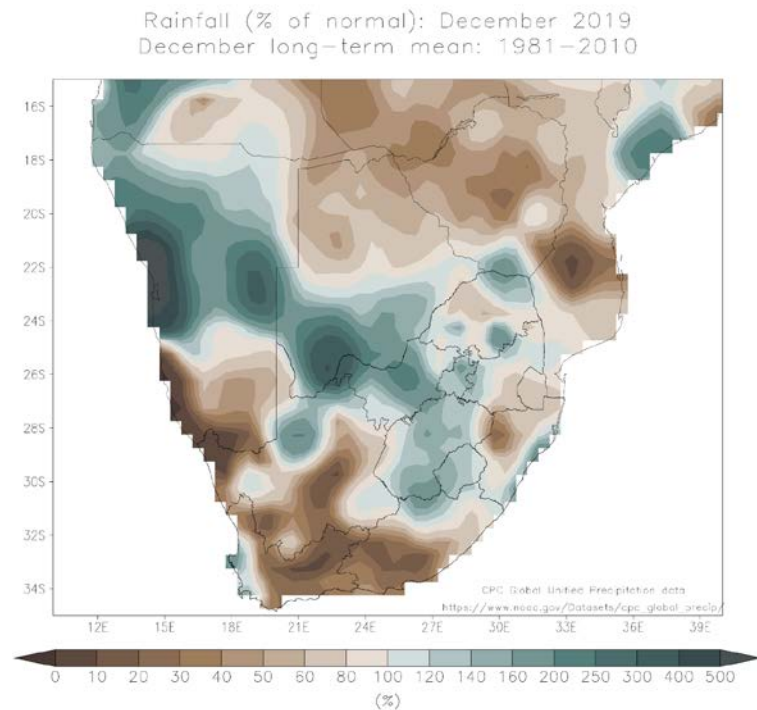 Rainfall (% of normal): December 2019
December long-term mean: 1981-2010
16S
18S
20S
22S
24S
26S
28S
30S
32S
34S
CPC Global Unified Precipitation data
https://www.noaa.gov/Datasets/cpc_global_precip/
12E 15E 18E 21E 24E 27E 30E 33E 36E 39E
0 10 20 30 40 60 80 100 120 140 160 200 300 400 500
(%)